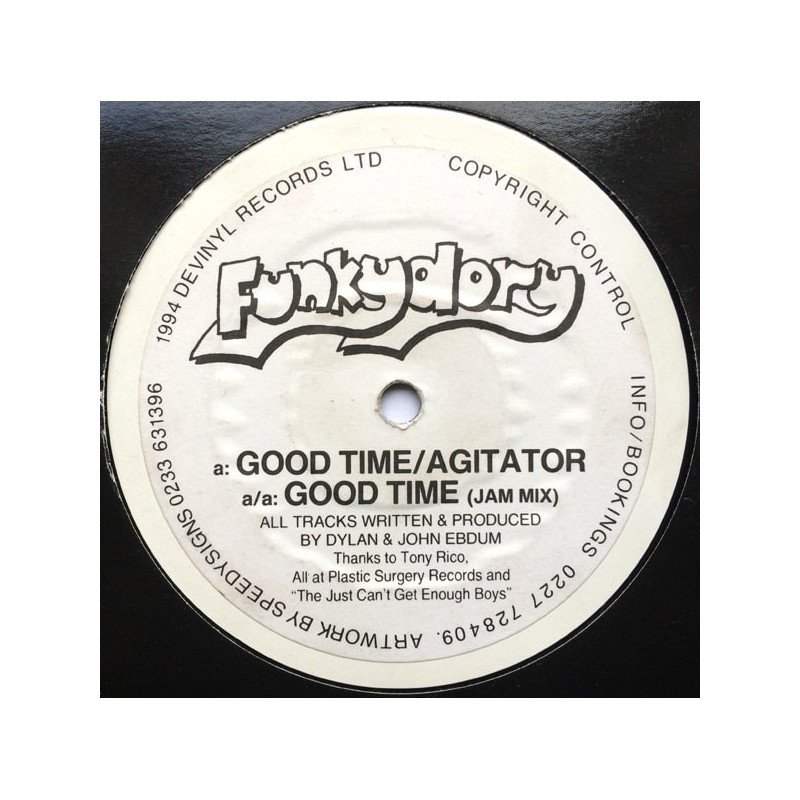 1994 DEVINYL RECORDS LTD
COPYRIGHT CONTROL
Funkydory
a: GOOD TIME/AGITATOR
a/a: GOOD TIME (JAM MIX)
ALL TRACKS WRITTEN & PRODUCED
BY DYLAN & JOHN EBDUM
Thanks to Tony Rico,
All at Plastic Surgery Records and
"The Just Can't Get Enough Boys"
INFO/BOOKINGS 0227 728409. ARTWORK BY SPEEDYSIGNS 0233 631396